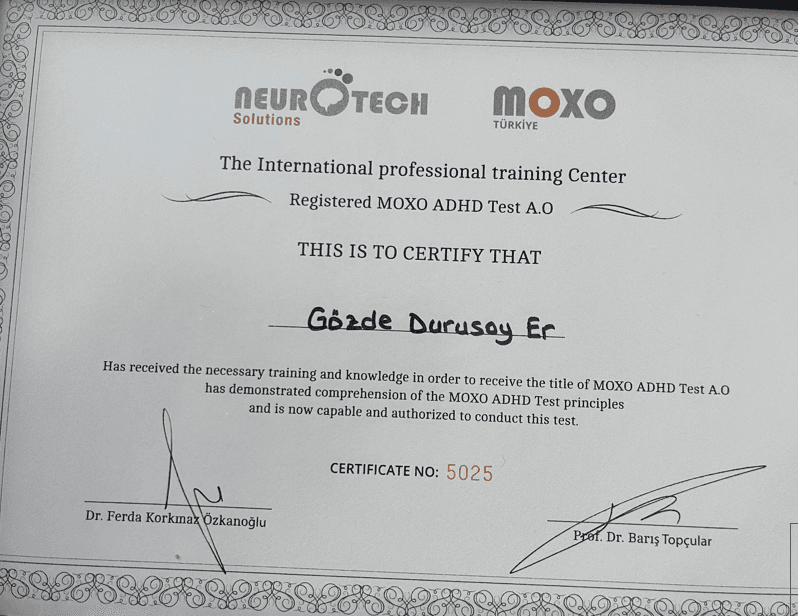 NEUROTECH
Solutions
MOXO
TÜRKİYE
The International professional training Center
Registered MOXO ADHD Test A.O
THIS IS TO CERTIFY THAT
Gözde Durusoy Er
Has received the necessary training and knowledge in order to receive the title of MOXO ADHD Test A.O
has demonstrated comprehension of the MOXO ADHD Test principles
and is now capable and authorized to conduct this test.
CERTIFICATE NO: 5025
Dr. Ferda Korkmaz Özkanoğlu
Prof. Dr. Barış Topçular